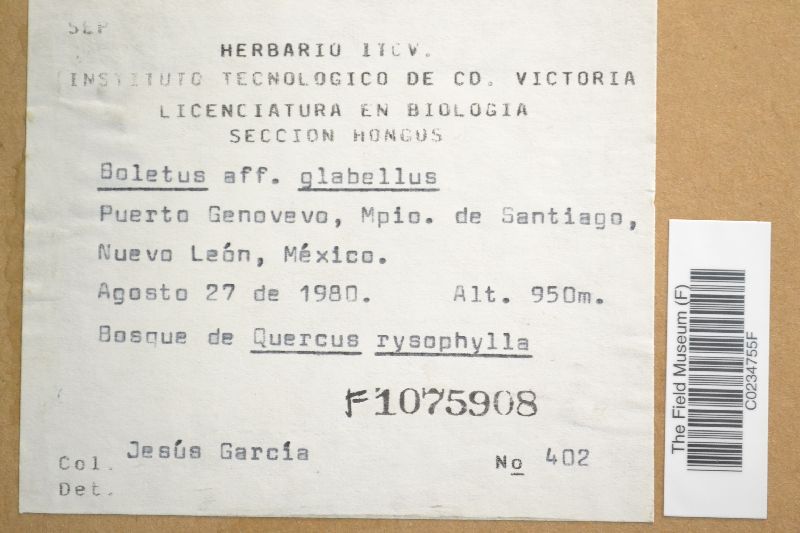 SEP
HERBARIO ITCV.
INSTITUTO TECNOLOGICO DE CD. VICTORIA
LICENCIATURA EN BIOLOGIA
SECCION HONGOS
Boletus aff. glabellus
Puerto Genovevo, Mpio. de Santiago,
Nuevo León, México.
Agosto 27 de 1980. Alt. 950m.
Bosque de Quercus rysophylla
F1075908
Col. Jesús García No 402
Det.
The Field Museum (F)
C0234755F